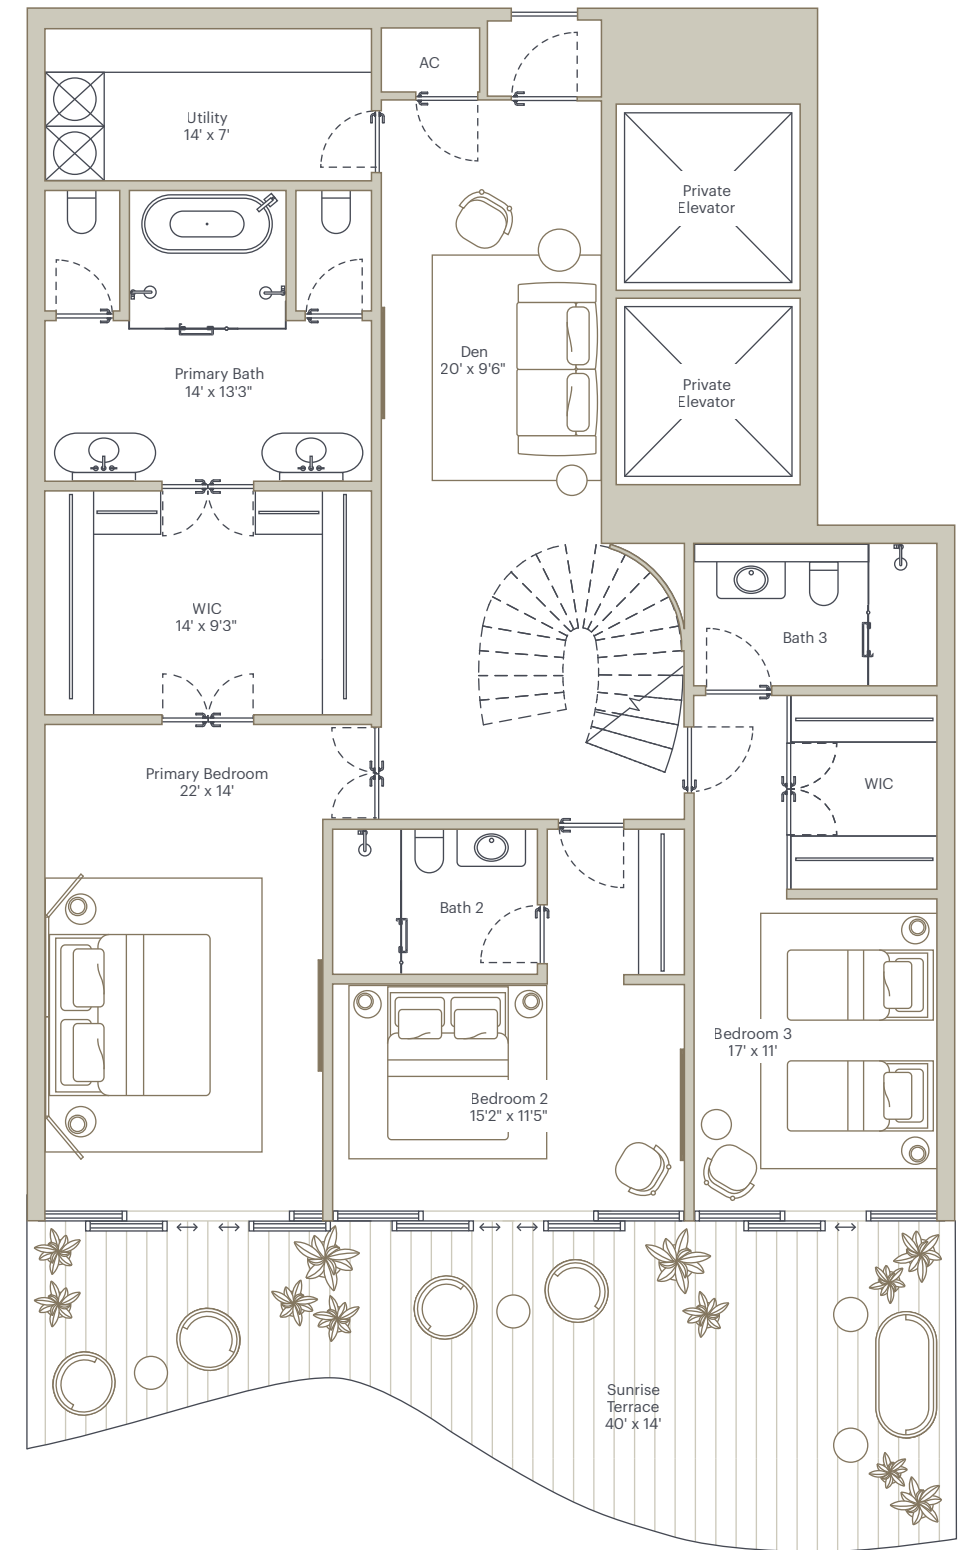 AC
Utility
14' x 7'
Private
Elevator
Den
20' x 9'6"
Primary Bath
14' x 13'3"
Private
Elevator
WIC
14' x 9'3"
Bath 3
Primary Bedroom
22' x 14'
WIC
Bath 2
Bedroom 3
17' x 11'
Bedroom 2
15'2" x 11'5"
Sunrise
Terrace
40' x 14'